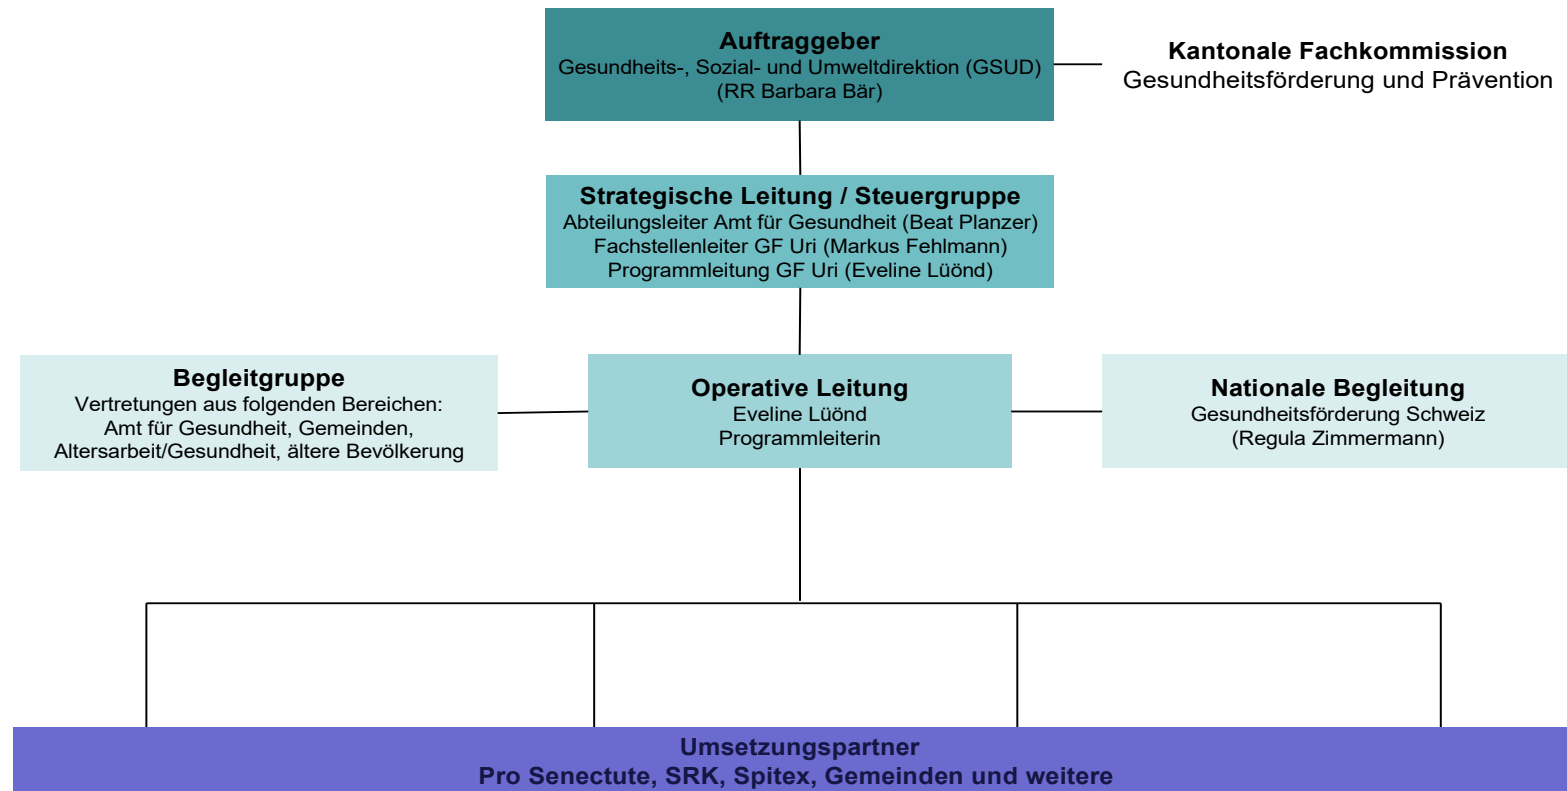 Auftraggeber
Gesundheits-, Sozial- und Umweltdirektion (GSUD)
(RR Barbara Bär)
Kantonale Fachkommission
Gesundheitsförderung und Prävention
Strategische Leitung / Steuergruppe
Abteilungsleiter Amt für Gesundheit (Beat Planzer)
Fachstellenleiter GF Uri (Markus Fehlmann)
Programmleitung GF Uri (Eveline Lüönd)
Begleitgruppe
Vertretungen aus folgenden Bereichen:
Amt für Gesundheit, Gemeinden,
Altersarbeit/Gesundheit, ältere Bevölkerung
Operative Leitung
Eveline Lüönd
Programmleiterin
Nationale Begleitung
Gesundheitsförderung Schweiz
(Regula Zimmermann)
Umsetzungspartner
Pro Senectute, SRK, Spitex, Gemeinden und weitere